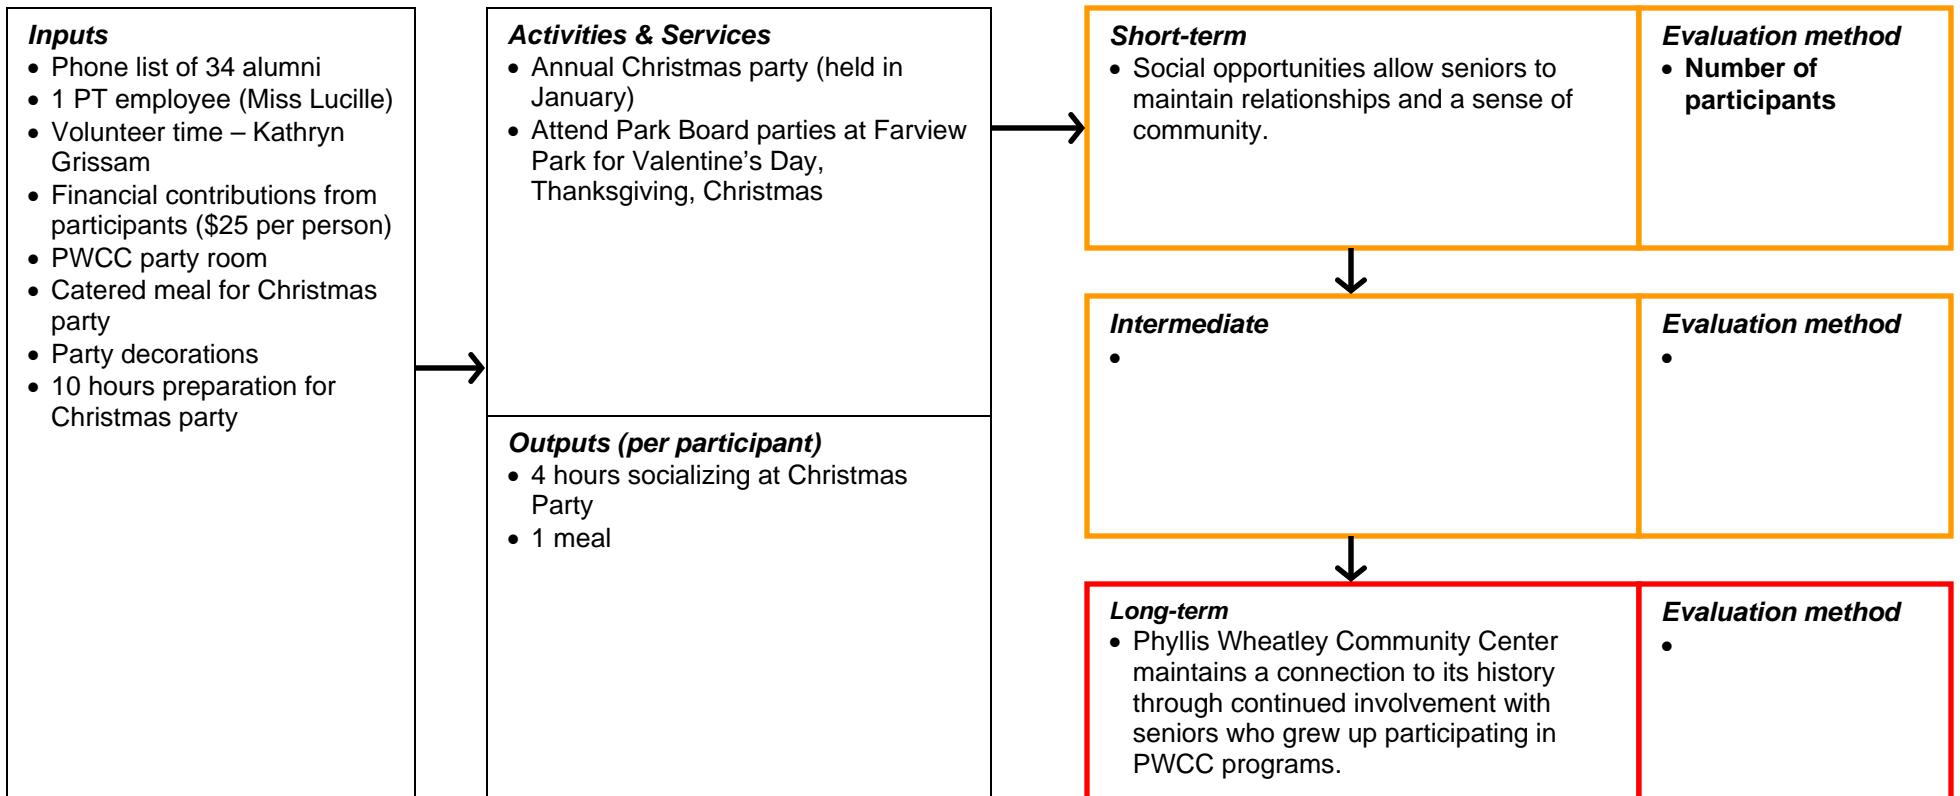 Inputs
• Phone list of 34 alumni
• 1 PT employee (Miss Lucille)
• Volunteer time – Kathryn
Grissam
• Financial contributions from
participants ($25 per person)
• PWCC party room
• Catered meal for Christmas
party
• Party decorations
• 10 hours preparation for
Christmas party
Activities & Services
• Annual Christmas party (held in
January)
• Attend Park Board parties at Farview
Park for Valentine’s Day,
Thanksgiving, Christmas
Outputs (per participant)
• 4 hours socializing at Christmas
Party
• 1 meal
Short-term
• Social opportunities allow seniors to
maintain relationships and a sense of
community.
Evaluation method
• Number of
participants
Intermediate
•
Evaluation method
•
Long-term
• Phyllis Wheatley Community Center
maintains a connection to its history
through continued involvement with
seniors who grew up participating in
PWCC programs.
Evaluation method
•